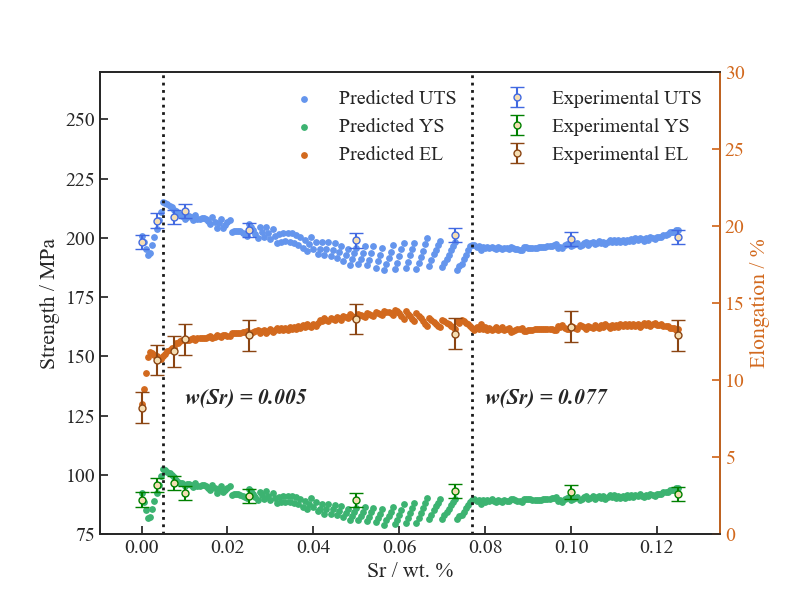 Predicted UTS
Predicted YS
Predicted EL
Experimental UTS
Experimental YS
Experimental EL
w(Sr) = 0.005
w(Sr) = 0.077
Strength / MPa
250
225
200
175
150
125
100
75
Elongation / %
30
25
20
15
10
5
0
0.00 0.02 0.04 0.06 0.08 0.10 0.12
Sr / wt. %